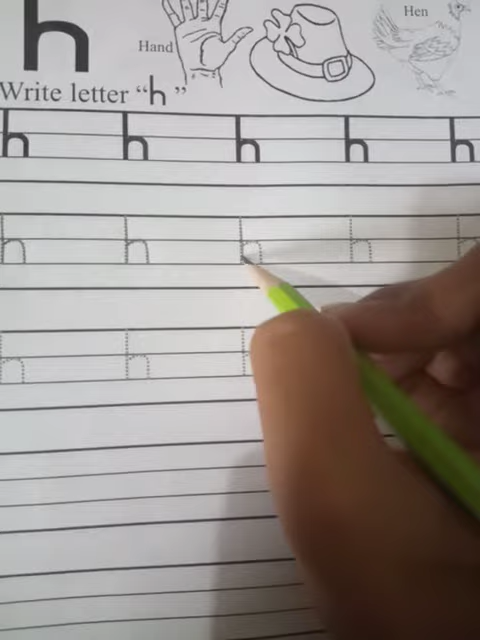 h
Hand
Hen
Write letter "h"
h h h h h
h h h h h
h h h